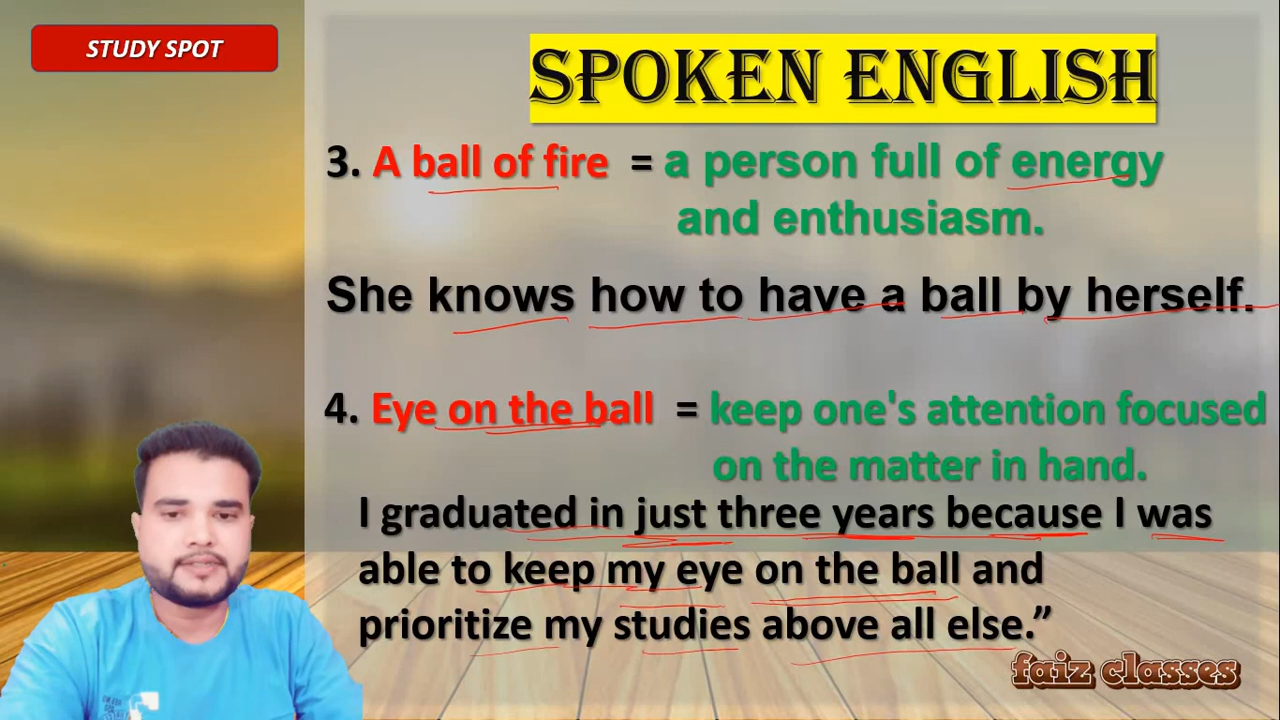 STUDY SPOT
SPOKEN ENGLISH
3. A ball of fire = a person full of energy
and enthusiasm.
She knows how to have a ball by herself.
4. Eye on the ball = keep one's attention focused
on the matter in hand.
I graduated in just three years because I was
able to keep my eye on the ball and
prioritize my studies above all else.”
faiz classes